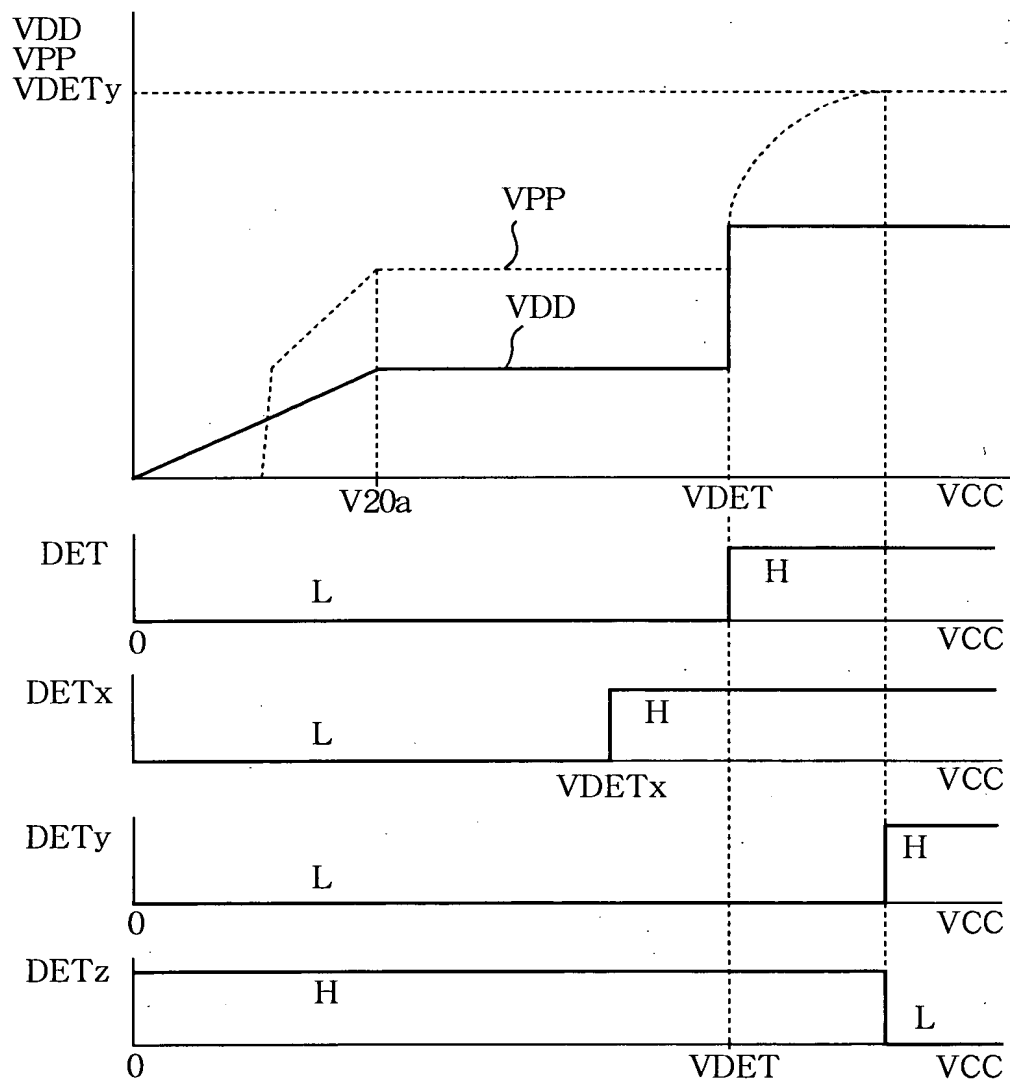 VDD
VPP
VDETy
VPP
VDD
V20a VDET VCC
DET
L
H
0
VCC
DETx
L
H
VDETx
VCC
DETy
L
H
0
VCC
DETz
H
L
0
VDET
VCC